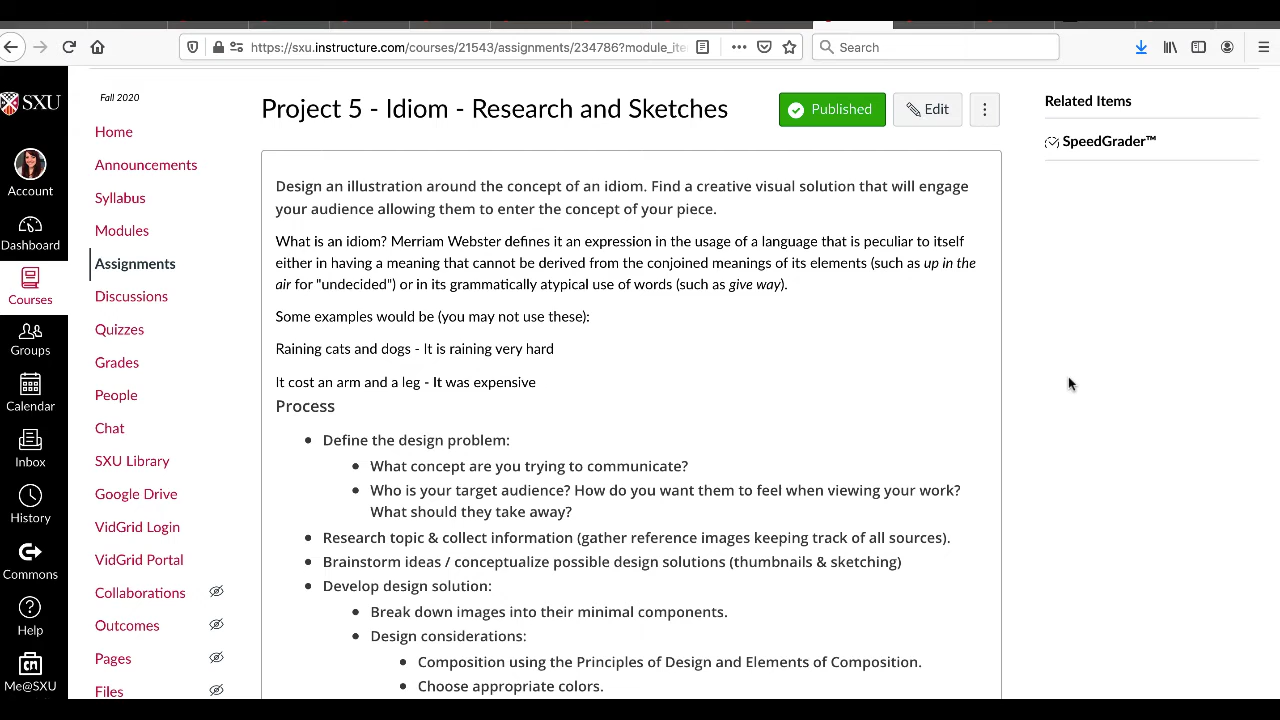 https://sxu.instructure.com/courses/21543/assignments/234786?module_ite
Search
SXU
Account
Dashboard
Courses
Groups
Calendar
Inbox
History
Commons
Help
Me@SXU
Fall 2020
Home
Announcements
Syllabus
Modules
Assignments
Discussions
Quizzes
Grades
People
Chat
SXU Library
Google Drive
VidGrid Login
VidGrid Portal
Collaborations
Outcomes
Pages
Files
Project 5 - Idiom - Research and Sketches
Published
Edit
Design an illustration around the concept of an idiom. Find a creative visual solution that will engage
your audience allowing them to enter the concept of your piece.
What is an idiom? Merriam Webster defines it an expression in the usage of a language that is peculiar to itself
either in having a meaning that cannot be derived from the conjoined meanings of its elements (such as up in the
air for "undecided") or in its grammatically atypical use of words (such as give way).
Some examples would be (you may not use these):
Raining cats and dogs - It is raining very hard
It cost an arm and a leg - It was expensive
Process
• Define the design problem:
• What concept are you trying to communicate?
• Who is your target audience? How do you want them to feel when viewing your work?
What should they take away?
• Research topic & collect information (gather reference images keeping track of all sources).
• Brainstorm ideas / conceptualize possible design solutions (thumbnails & sketching)
• Develop design solution:
• Break down images into their minimal components.
• Design considerations:
• Composition using the Principles of Design and Elements of Composition.
• Choose appropriate colors.
Related Items
SpeedGrader™